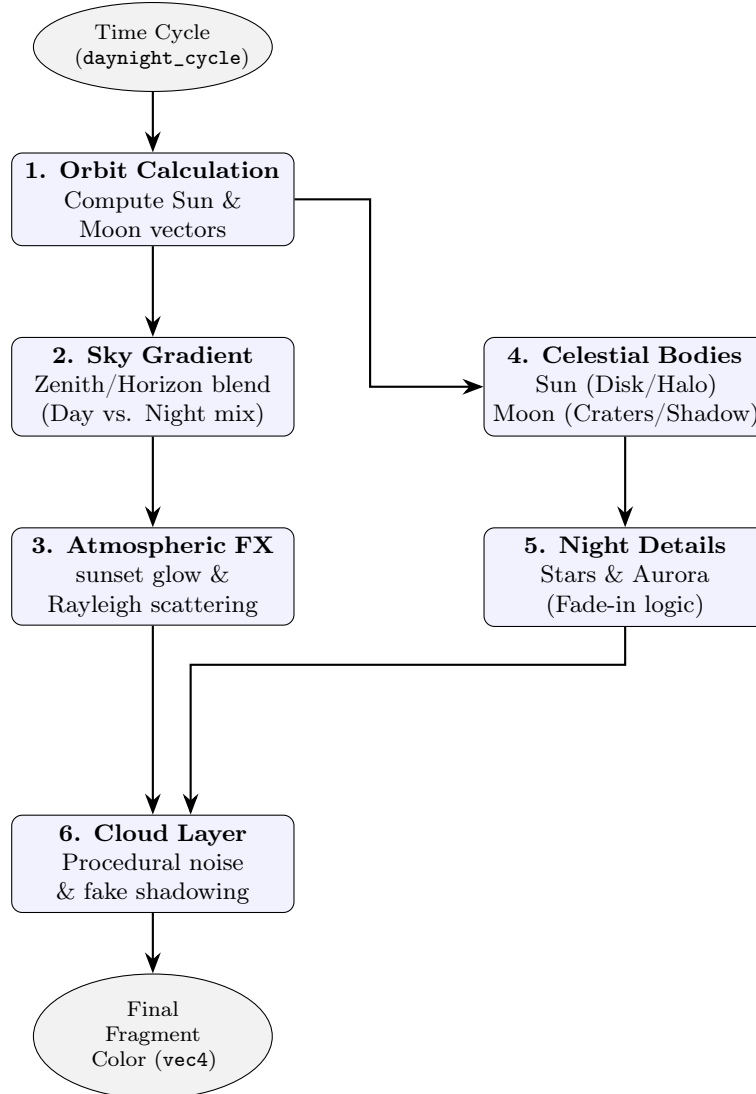 Time Cycle
(daynight_cycle)
1. Orbit Calculation
Compute Sun &
Moon vectors
2. Sky Gradient
Zenith/Horizon blend
(Day vs. Night mix)
4. Celestial Bodies
Sun (Disk/Halo)
Moon (Craters/Shadow)
3. Atmospheric FX
sunset glow &
Rayleigh scattering
5. Night Details
Stars & Aurora
(Fade-in logic)
6. Cloud Layer
Procedural noise
& fake shadowing
Final
Fragment
Color (vec4)